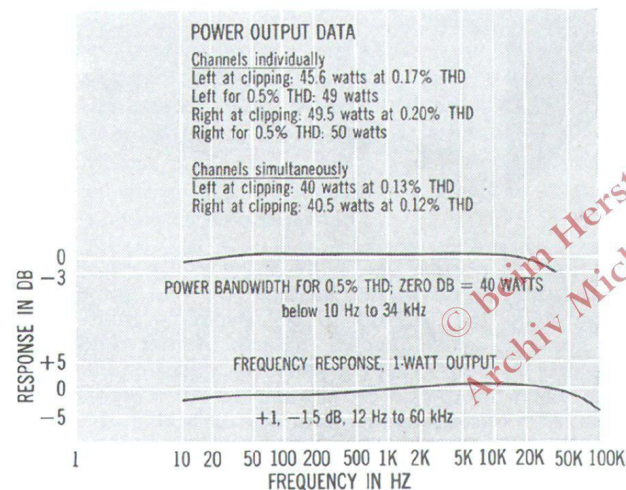 POWER OUTPUT DATA
Channels individually
Left at clipping: 45.6 watts at 0.17% THD
Left for 0.5% THD: 49 watts
Right at clipping: 49.5 watts at 0.20% THD
Right for 0.5% THD: 50 watts
Channels simultaneously
Left at clipping: 40 watts at 0.13% THD
Right at clipping: 40.5 watts at 0.12% THD
RESPONSE IN DB
0
−3
POWER BANDWIDTH FOR 0.5% THD; ZERO DB = 40 WATTS
below 10 Hz to 34 kHz
+5
0
−5
FREQUENCY RESPONSE, 1-WATT OUTPUT
+1, −1.5 dB, 12 Hz to 60 kHz
1 10 20 50 100 200 500 1K 2K 5K 10K 20K 50K 100K
FREQUENCY IN HZ
© beim Herst
Archiv Mich